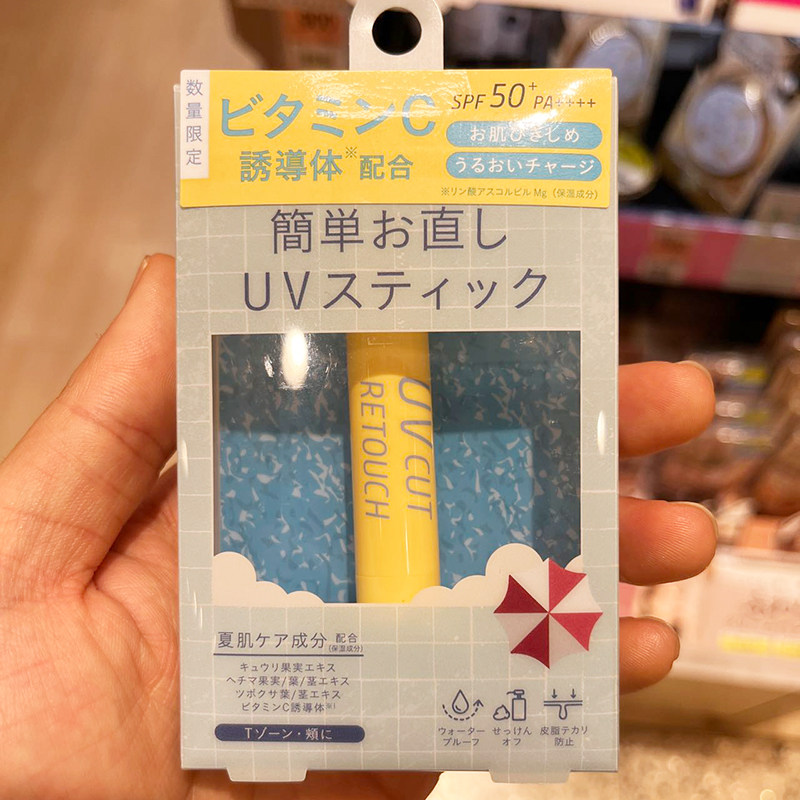 数量限定
ビタミンC
誘導体※配合
SPF 50+ PA++++
お肌ひきしめ
うるおいチャージ
※リン酸アスコルビルMg（保湿成分）
簡単お直し
UVスティック
UV CUT
RETOUCH
夏肌ケア成分 配合
(保湿成分)
キュウリ果実エキス
ヘチマ果実/葉/茎エキス
ツボクサ葉/茎エキス
ビタミンC誘導体※)
Tゾーン・頬に
ウォーター
プルーフ
せっけん
オフ
皮脂テカリ
防止